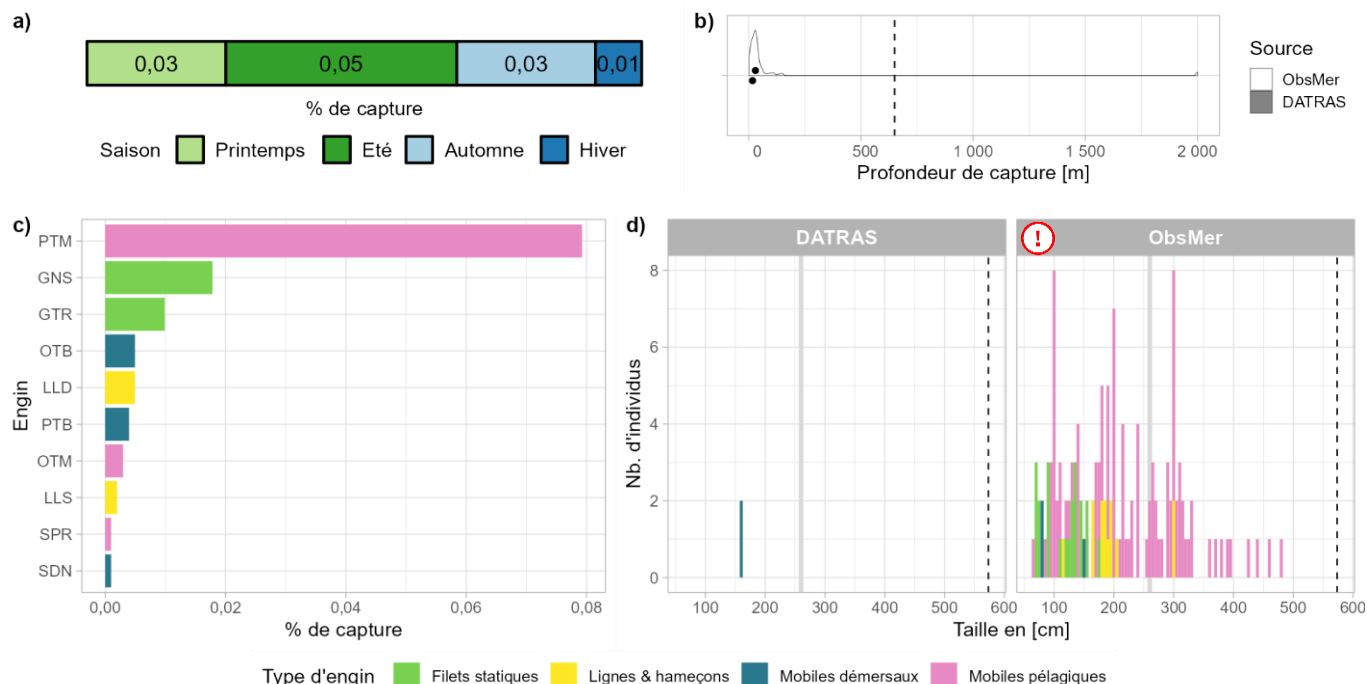 a)
0,03 0,05 0,03 0,01
% de capture
Saison Printemps Eté Automne Hiver
b)
0 500 1 000 1 500 2 000
Profondeur de capture [m]
Source
ObsMer
DATRAS
c)
Engin
PTM
GNS
GTR
OTB
LLD
PTB
OTM
LLS
SPR
SDN
0,00 0,02 0,04 0,06 0,08
% de capture
d)
DATRAS
! ObsMer
Nb. d'individus
8
6
4
2
0
100 200 300 400 500 600 100 200 300 400 500 600
Taille en [cm]
Type d'engin Filets statiques Lignes & hameçons Mobiles démersaux Mobiles pélagiques